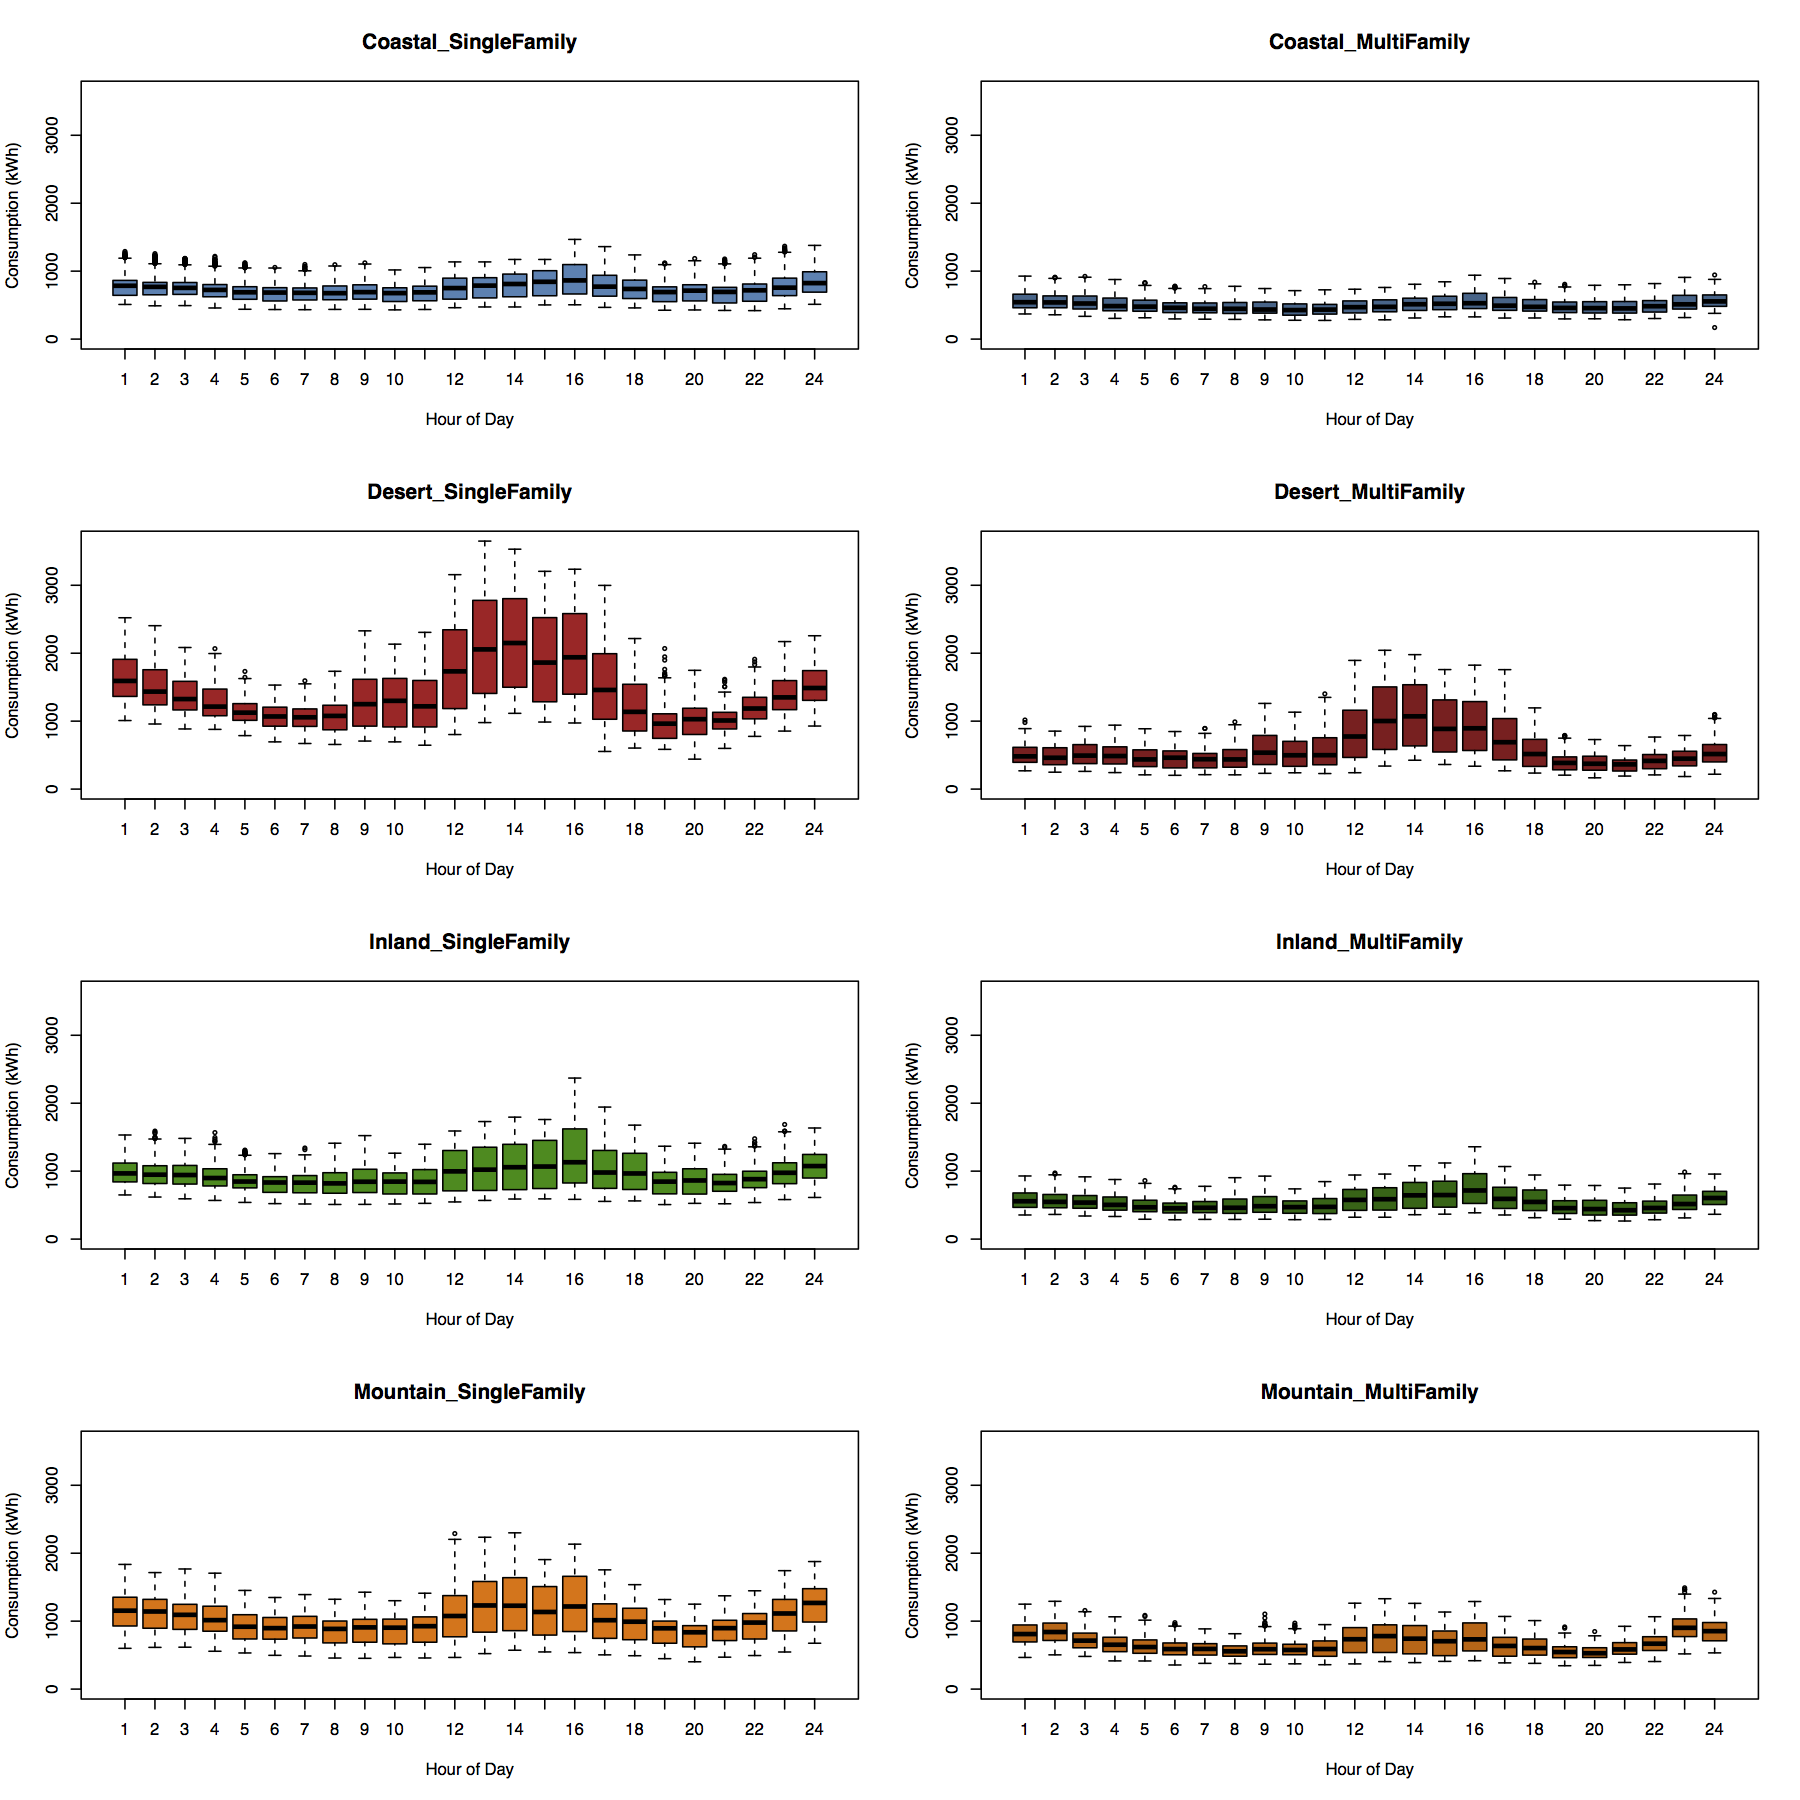 Coastal_SingleFamily
Consumption (kWh)
3000
2000
1000
0
1 2 3 4 5 6 7 8 9 10 12 14 16 18 20 22 24
Hour of Day
Coastal_MultiFamily
Consumption (kWh)
3000
2000
1000
0
1 2 3 4 5 6 7 8 9 10 12 14 16 18 20 22 24
Hour of Day
Desert_SingleFamily
Consumption (kWh)
3000
2000
1000
0
1 2 3 4 5 6 7 8 9 10 12 14 16 18 20 22 24
Hour of Day
Desert_MultiFamily
Consumption (kWh)
3000
2000
1000
0
1 2 3 4 5 6 7 8 9 10 12 14 16 18 20 22 24
Hour of Day
Inland_SingleFamily
Consumption (kWh)
3000
2000
1000
0
1 2 3 4 5 6 7 8 9 10 12 14 16 18 20 22 24
Hour of Day
Inland_MultiFamily
Consumption (kWh)
3000
2000
1000
0
1 2 3 4 5 6 7 8 9 10 12 14 16 18 20 22 24
Hour of Day
Mountain_SingleFamily
Consumption (kWh)
3000
2000
1000
0
1 2 3 4 5 6 7 8 9 10 12 14 16 18 20 22 24
Hour of Day
Mountain_MultiFamily
Consumption (kWh)
3000
2000
1000
0
1 2 3 4 5 6 7 8 9 10 12 14 16 18 20 22 24
Hour of Day